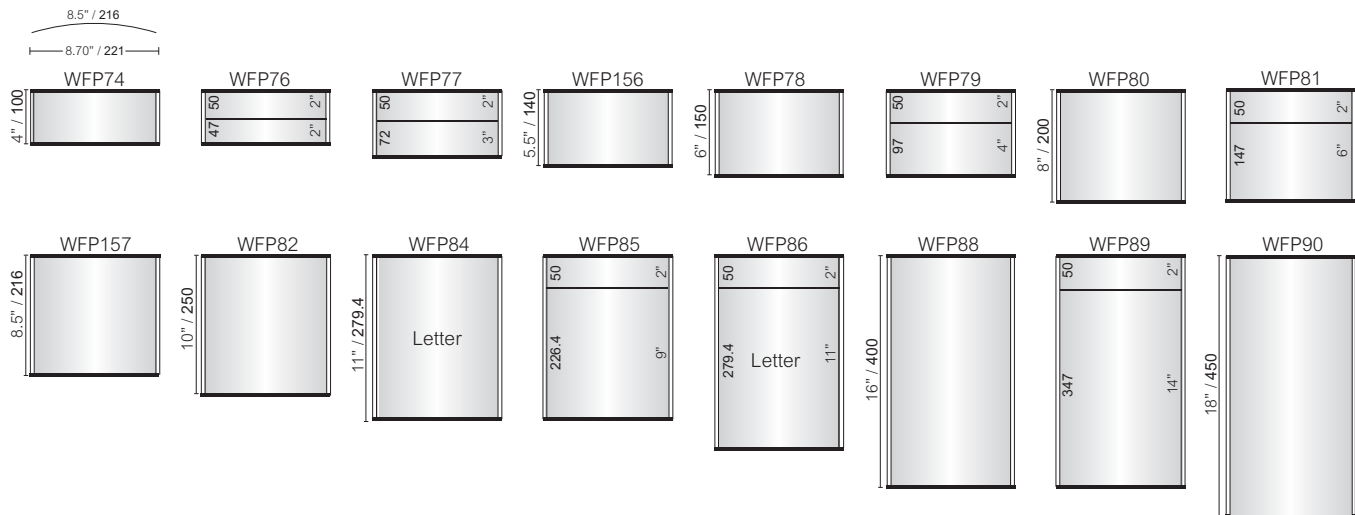 8.5" / 216
8.70" / 221
WFP74
4" / 100
WFP76
50 2"
47 2"
WFP77
50 2"
72 3"
WFP156
5.5" / 140
WFP78
6" / 150
WFP79
50 2"
97 4"
WFP80
8" / 200
WFP81
50 2"
147 6"
WFP157
8.5" / 216
WFP82
10" / 250
WFP84
11" / 279.4
Letter
WFP85
50 2"
226.4 9"
WFP86
50 2"
279.4 Letter 11"
WFP88
16" / 400
WFP89
50 2"
347 14"
WFP90
18" / 450